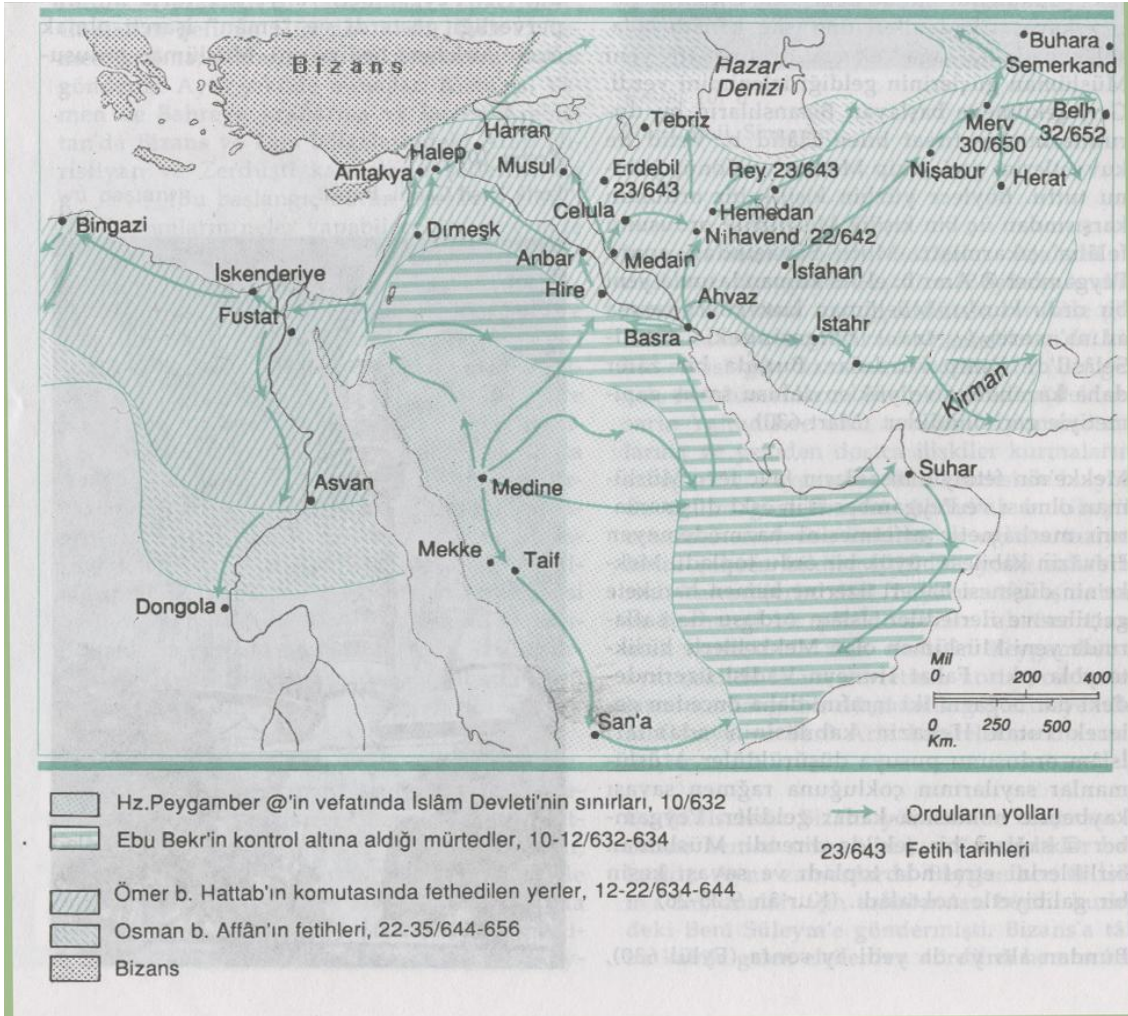 Bizans
Hazar
Denizi
Buhara
Semerkand
Tebriz
Merv
30/650
Belh
32/652
Harran
Halep
Musul
Erdebil
23/643
Rey 23/643
Nişabur
Herat
Antakya
Bingazi
Celula
Hemedan
Nihavend 22/642
Dımeşk
Anbar
Medain
İsfahan
İskenderiye
Hire
Ahvaz
Fustat
Basra
İstahr
Kirman
Asvan
Medine
Suhar
Mekke
Taif
Dongola
San'a
Mil
0 200 400
0 250 500
Km.
Hz.Peygamber @'in vefatında İslâm Devleti'nin sınırları, 10/632
Ebu Bekr'in kontrol altına aldığı mürtedler, 10-12/632-634
Ömer b. Hattab'ın komutasında fethedilen yerler, 12-22/634-644
Osman b. Affân'ın fetihleri, 22-35/644-656
Bizans
Orduların yolları
23/643 Fetih tarihleri